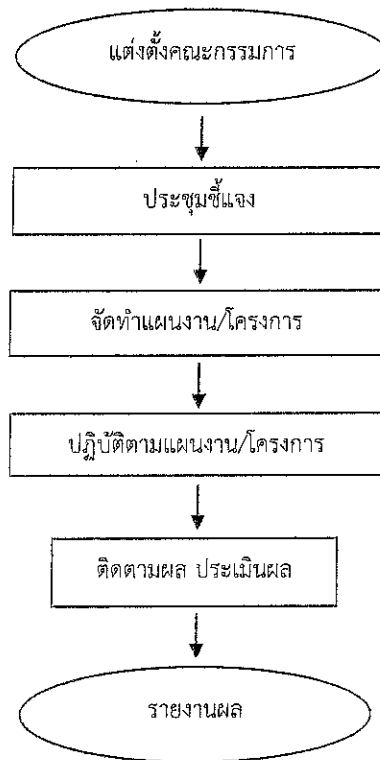 แต่งตั้งคณะกรรมการ
ประชุมชี้แจง
จัดทำแผนงาน/โครงการ
ปฏิบัติตามแผนงาน/โครงการ
ติดตามผล ประเมินผล
รายงานผล